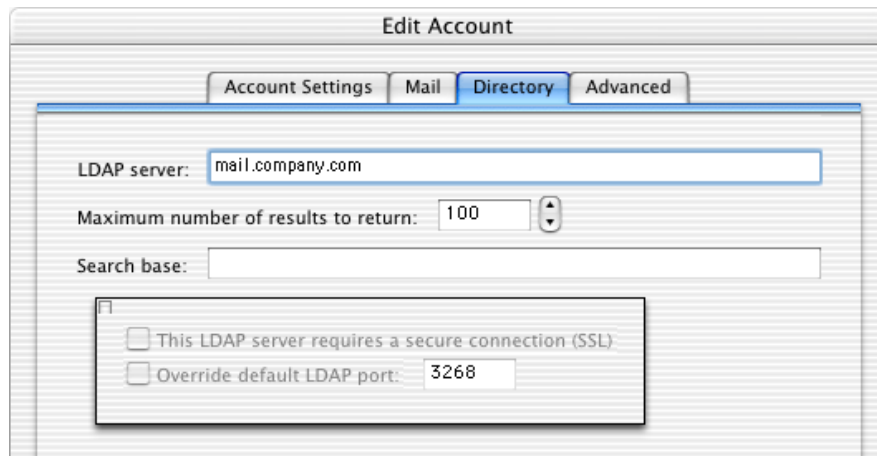 Edit Account
Account Settings Mail Directory Advanced
LDAP server: mail.company.com
Maximum number of results to return: 100
Search base:
This LDAP server requires a secure connection (SSL)
Override default LDAP port: 3268